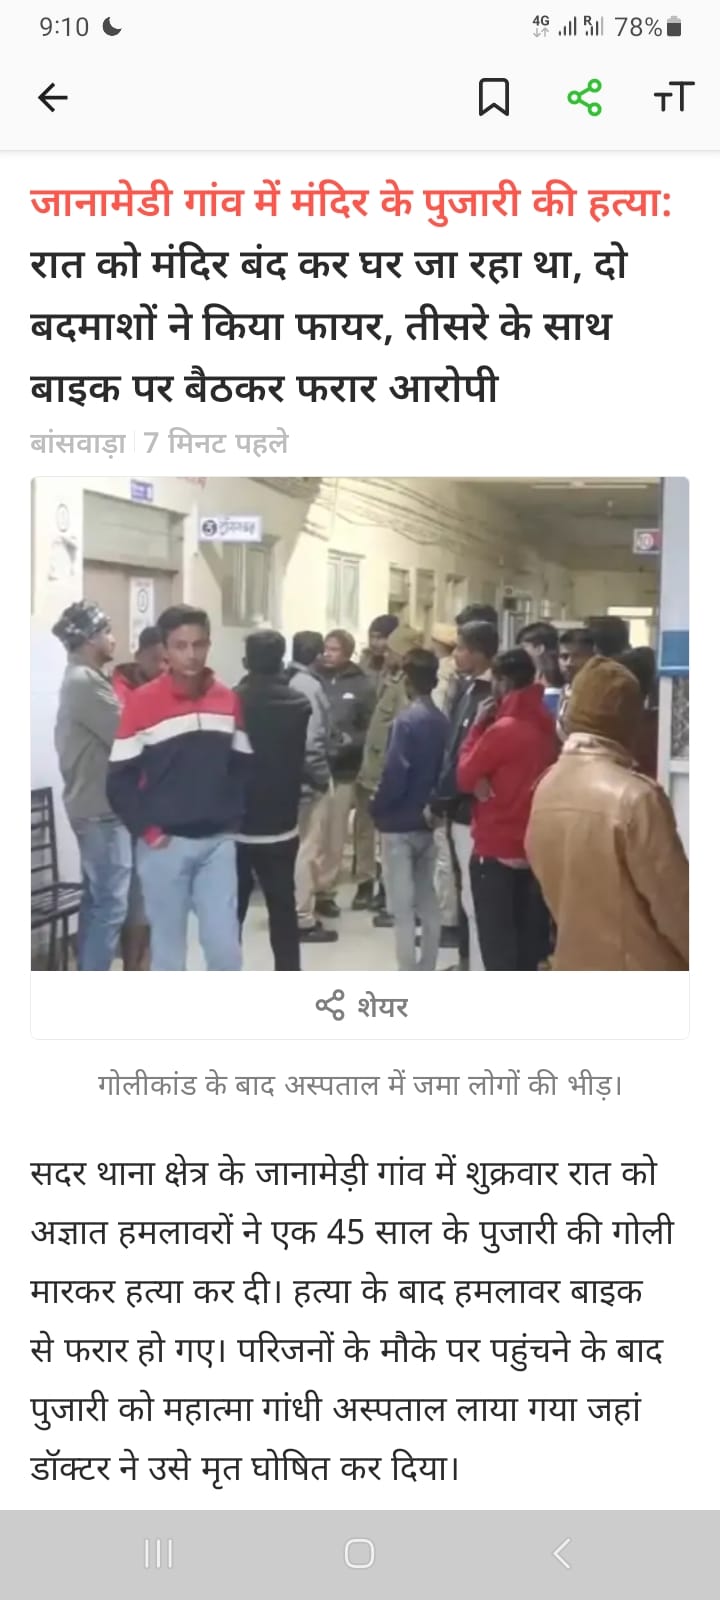 9:10
4G
R
78%
TT
जानामेडी गांव में मंदिर के पुजारी की हत्या:
रात को मंदिर बंद कर घर जा रहा था, दो
बदमाशों ने किया फायर, तीसरे के साथ
बाइक पर बैठकर फरार आरोपी
बांसवाड़ा | 7 मिनट पहले
शेयर
गोलीकांड के बाद अस्पताल में जमा लोगों की भीड़।
सदर थाना क्षेत्र के जानामेड़ी गांव में शुक्रवार रात को
अज्ञात हमलावरों ने एक 45 साल के पुजारी की गोली
मारकर हत्या कर दी। हत्या के बाद हमलावर बाइक
से फरार हो गए। परिजनों के मौके पर पहुंचने के बाद
पुजारी को महात्मा गांधी अस्पताल लाया गया जहां
डॉक्टर ने उसे मृत घोषित कर दिया।